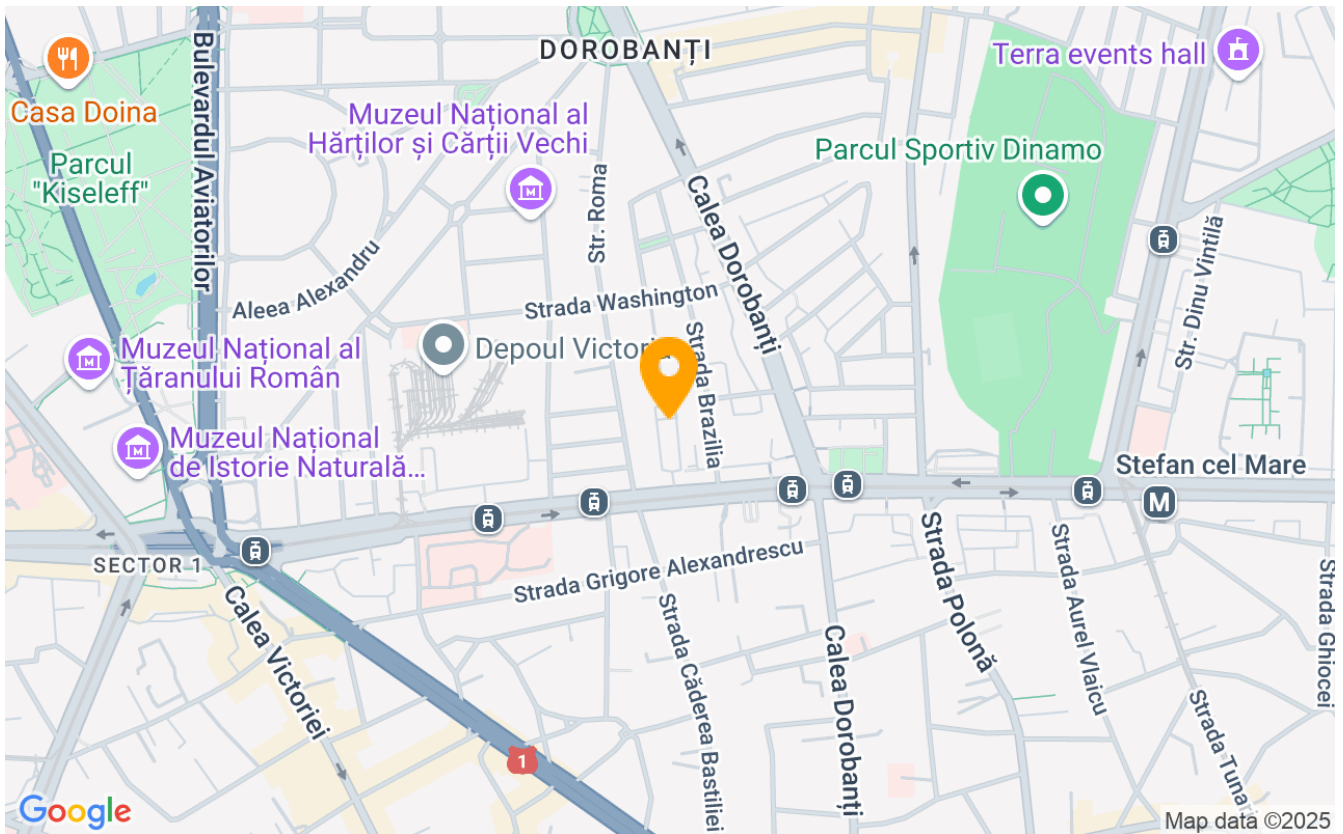 DOROBANȚI
Terra events hall
Casa Doina
Bulevardul Aviatorilor
Muzeul Național al
Hărților și Cărții Vechi
Parcul
"Kiseleff"
Parcul Sportiv Dinamo
Str. Roma
Calea Dorobanți
Aleea Alexandru
Str. Dinu Vintilă
Strada Washington
Muzeul Național al
Țăranului Român
Depoul Victoria
Strada Brazilia
Muzeul Național
de Istorie Naturală...
Stefan cel Mare
M
SECTOR 1
Strada Grigore Alexandrescu
Calea Victoriei
Strada Căderea Bastiliei
Calea Dorobanți
Strada Polonă
Strada Aurel Vlaicu
Strada Tunari
Strada Ghiocei
1
Google
Map data ©2025